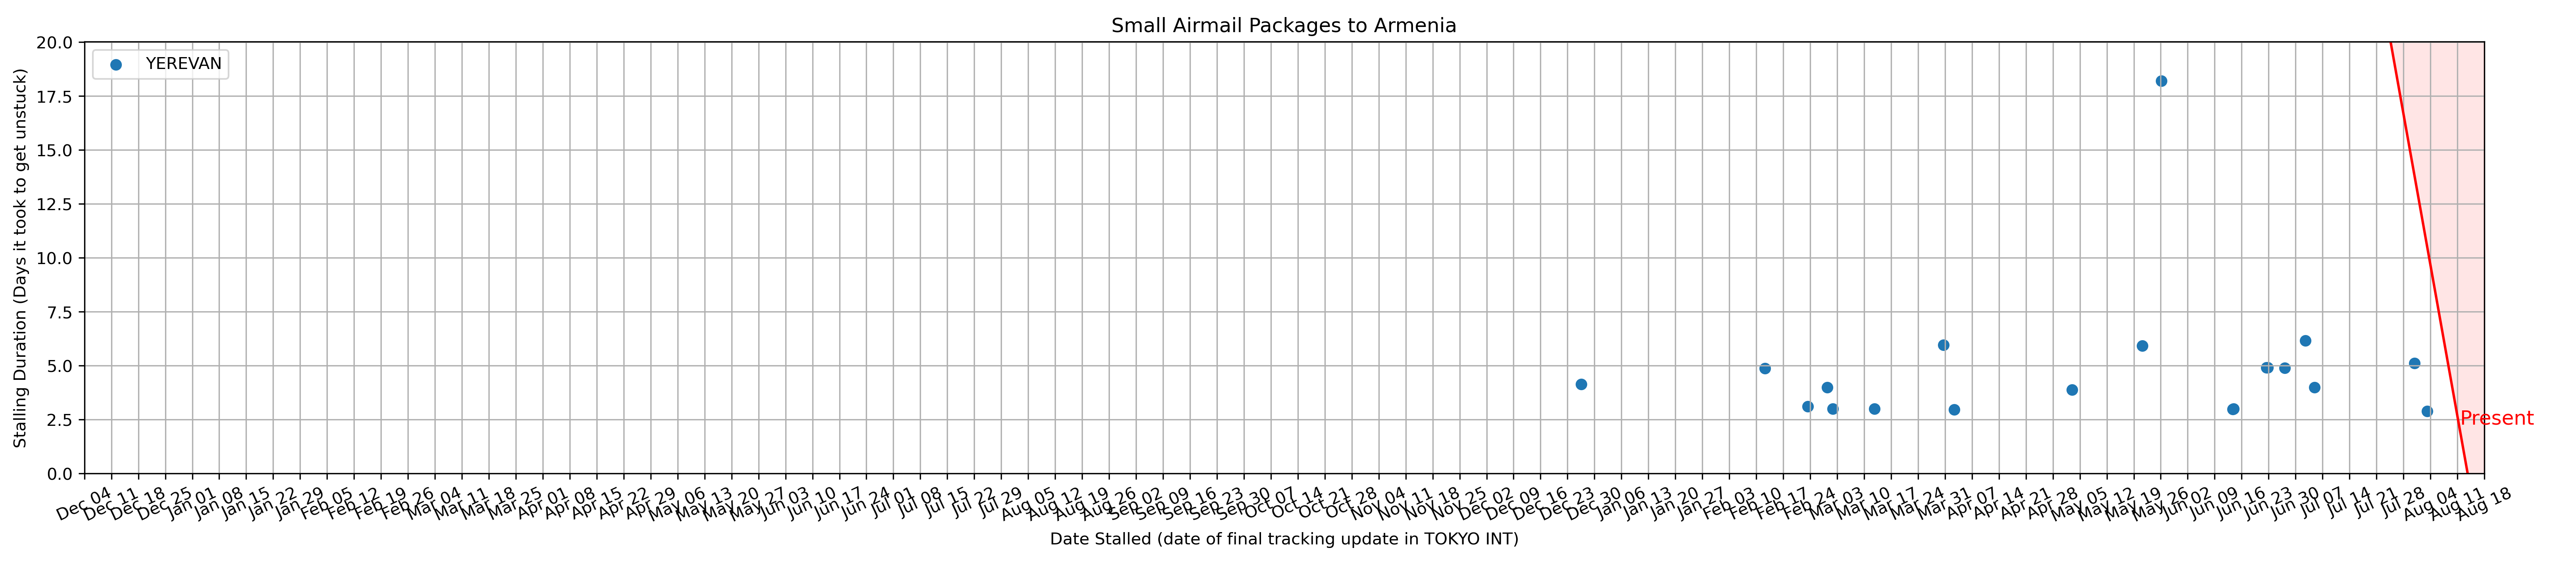 Small Airmail Packages to Armenia
YEREVAN
Stalling Duration (Days it took to get unstuck)
20.0
17.5
15.0
12.5
10.0
7.5
5.0
2.5
0.0
Present
Dec 04 Dec 11 Dec 18 Dec 25 Jan 01 Jan 08 Jan 15 Jan 22 Jan 29 Feb 05 Feb 12 Feb 19 Feb 26 Mar 04 Mar 11 Mar 18 Mar 25 Apr 01 Apr 08 Apr 15 Apr 22 Apr 29 May 06 May 13 May 20 May 27 Jun 03 Jun 10 Jun 17 Jun 24 Jul 01 Jul 08 Jul 15 Jul 22 Jul 29 Aug 05 Aug 12 Aug 19 Aug 26 Sep 02 Sep 09 Sep 16 Sep 23 Sep 30 Oct 07 Oct 14 Oct 21 Oct 28 Nov 04 Nov 11 Nov 18 Nov 25 Dec 02 Dec 09 Dec 16 Dec 23 Dec 30 Jan 06 Jan 13 Jan 20 Jan 27 Feb 03 Feb 10 Feb 17 Feb 24 Mar 03 Mar 10 Mar 17 Mar 24 Mar 31 Apr 07 Apr 14 Apr 21 Apr 28 May 05 May 12 May 19 May 26 Jun 02 Jun 09 Jun 16 Jun 23 Jun 30 Jul 07 Jul 14 Jul 21 Jul 28 Aug 04 Aug 11 Aug 18
Date Stalled (date of final tracking update in TOKYO INT)